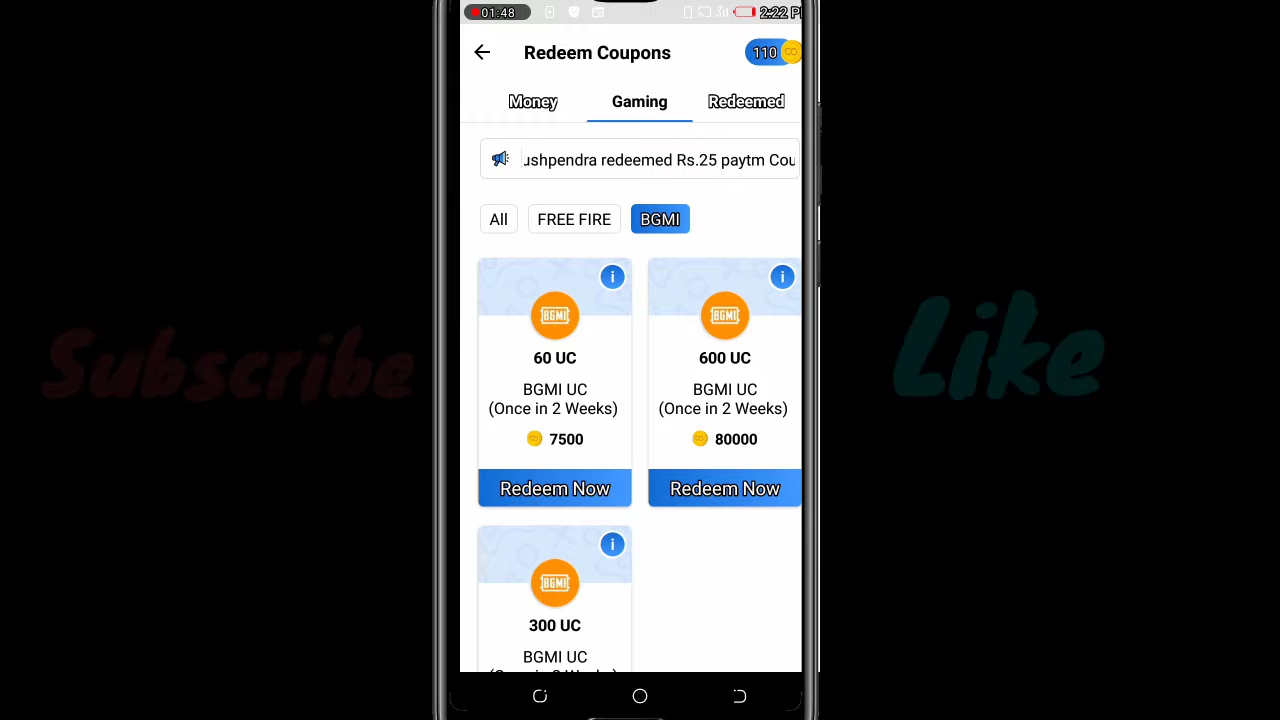 01:48
2:22 P
Redeem Coupons
110
Money
Gaming
Redeemed
ushpendra redeemed Rs.25 paytm Cou
All
FREE FIRE
BGMI
i
i
BGMI
BGMI
60 UC
600 UC
BGMI UC
BGMI UC
(Once in 2 Weeks)
(Once in 2 Weeks)
7500
80000
Redeem Now
Redeem Now
i
BGMI
300 UC
BGMI UC
Subscribe
Like